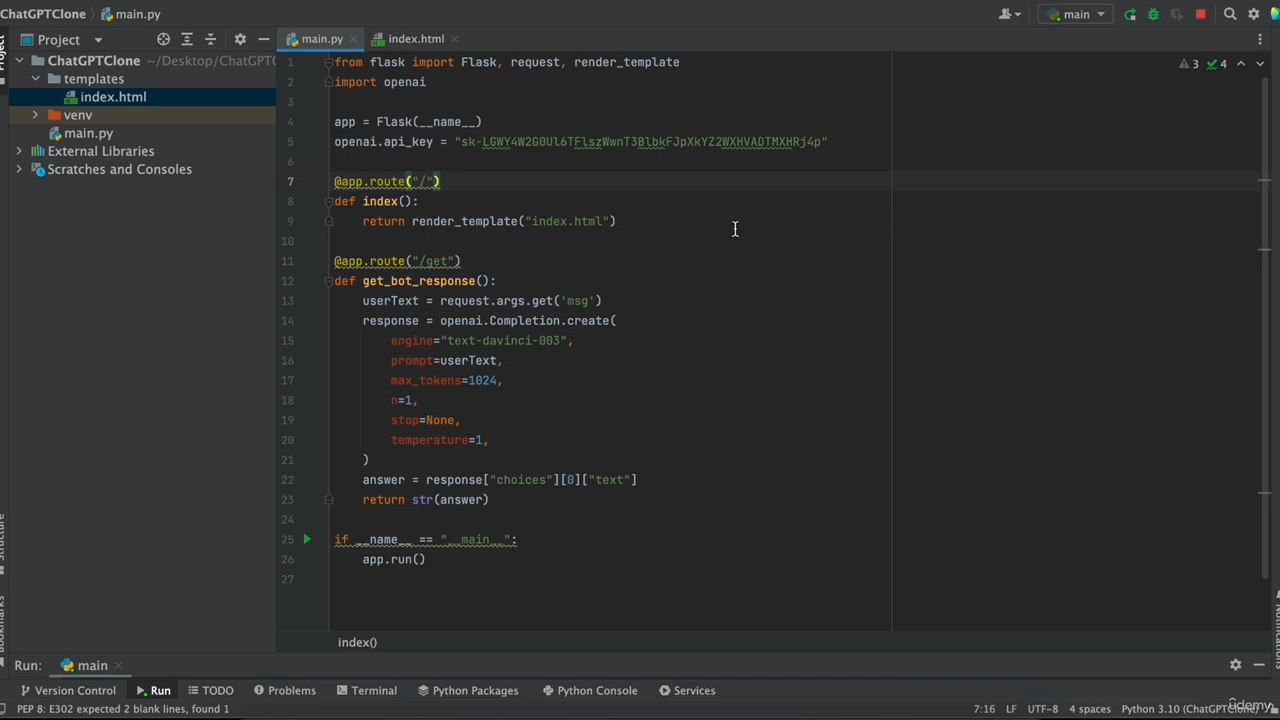 ChatGPTClone
main.py
main
Project
main.py
index.html
ChatGPTClone ~/Desktop/ChatGPTC
templates
index.html
venv
main.py
External Libraries
Scratches and Consoles
3
4
1 from flask import Flask, request, render_template
2 import openai
3
4 app = Flask(__name__)
5 openai.api_key = "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"
6
7 @app.route("/")
8 def index():
9 return render_template("index.html")
10
11 @app.route("/get")
12 def get_bot_response():
13 userText = request.args.get('msg')
14 response = openai.Completion.create(
15 engine="text-davinci-003",
16 prompt=userText,
17 max_tokens=1024,
18 n=1,
19 stop=None,
20 temperature=1,
21 )
22 answer = response["choices"][0]["text"]
23 return str(answer)
24
25 if __name__ == "__main__":
26 app.run()
27
index()
Run: main
Version Control Run TODO Problems Terminal Python Packages Python Console Services
PEP 8: E302 expected 2 blank lines, found 1
7:16 LF UTF-8 4 spaces Python 3.10 (ChatGPTClone)
Udemy